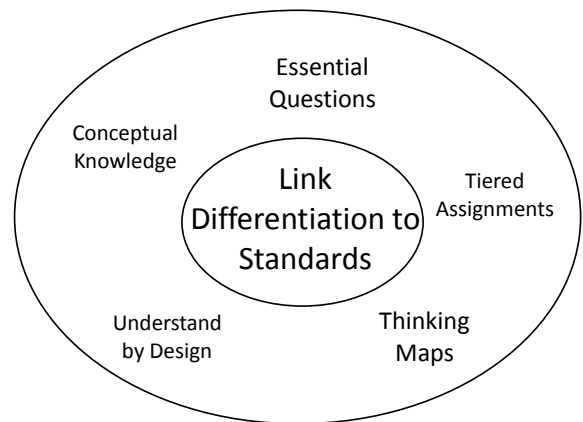 Essential
Questions
Conceptual
Knowledge
Link
Differentiation to
Standards
Tiered
Assignments
Understand
by Design
Thinking
Maps